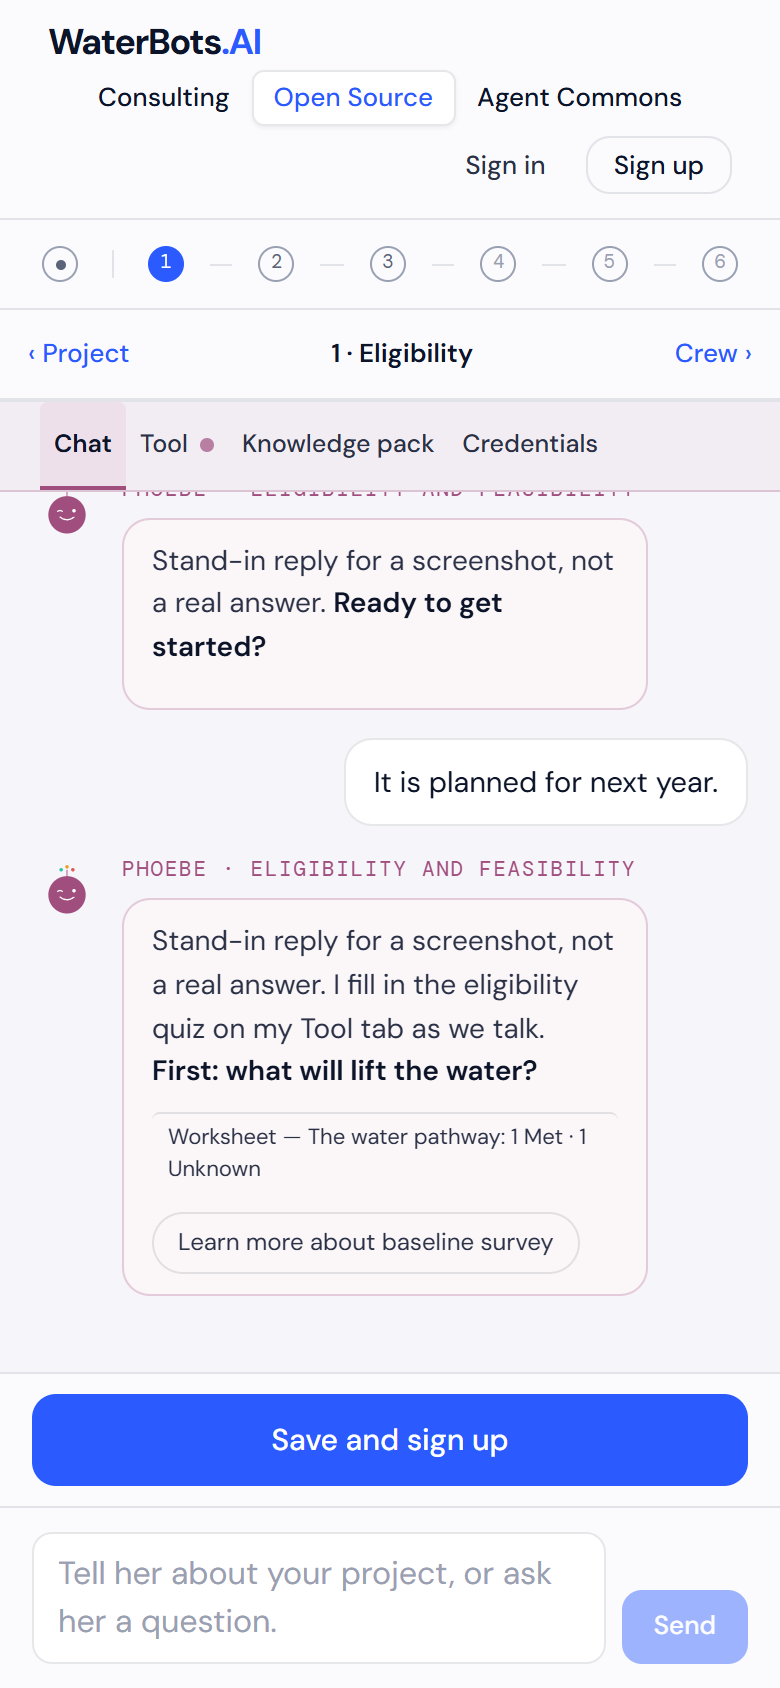 WaterBots.AI
Consulting Open Source Agent Commons
Sign in Sign up
1 2 3 4 5 6
‹ Project 1 · Eligibility Crew ›
Chat Tool Knowledge pack Credentials
PHOEBE · ELIGIBILITY AND FEASIBILITY
Stand-in reply for a screenshot, not
a real answer. Ready to get
started?
It is planned for next year.
PHOEBE · ELIGIBILITY AND FEASIBILITY
Stand-in reply for a screenshot, not
a real answer. I fill in the eligibility
quiz on my Tool tab as we talk.
First: what will lift the water?
Worksheet — The water pathway: 1 Met · 1
Unknown
Learn more about baseline survey
Save and sign up
Tell her about your project, or ask
her a question.
Send